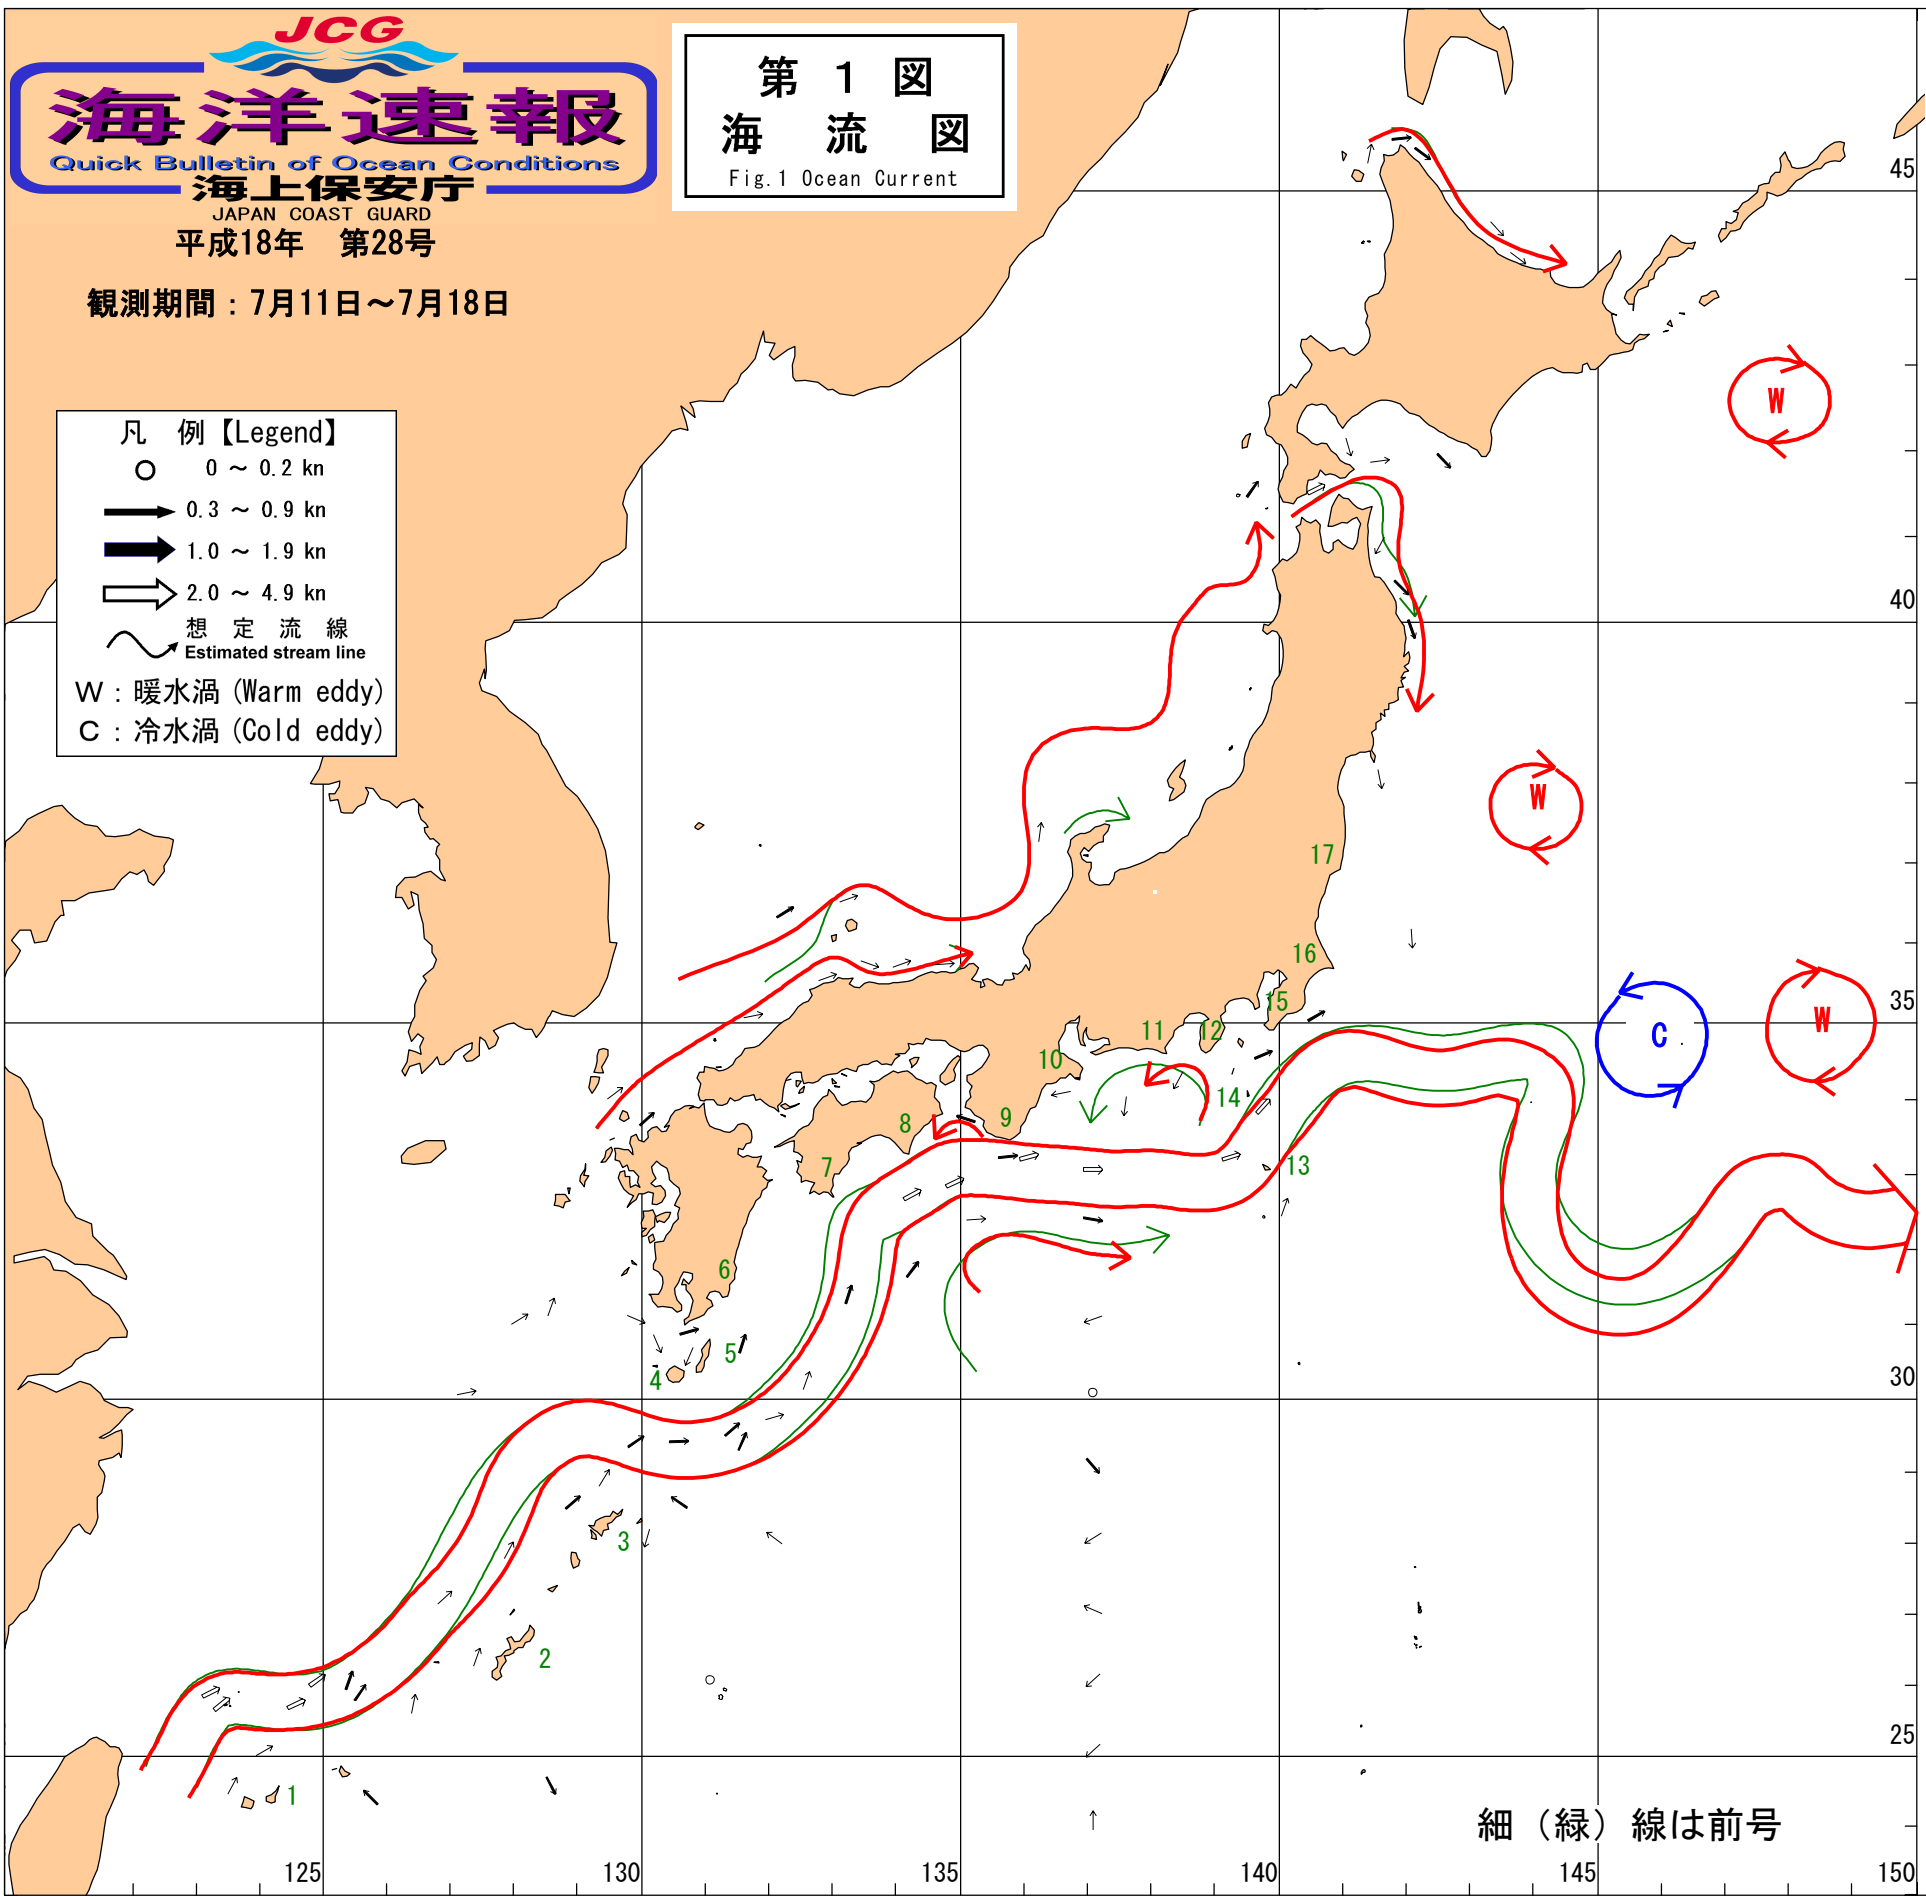 JCG
海洋速報
Quick Bulletin of Ocean Conditions
海上保安庁
JAPAN COAST GUARD
平成18年 第28号
観測期間：7月11日～7月18日
第 1 図
海 流 図
Fig.1 Ocean Current
凡 例【Legend】
0 ～ 0.2 kn
0.3 ～ 0.9 kn
1.0 ～ 1.9 kn
2.0 ～ 4.9 kn
想 定 流 線
Estimated stream line
W：暖水渦(Warm eddy)
C：冷水渦(Cold eddy)
45
W
40
W
17
16
35
15
W
C
12
11
10
14
9
8
13
7
6
5
4
30
3
2
25
1
細（緑）線は前号
125
130
135
140
145
150